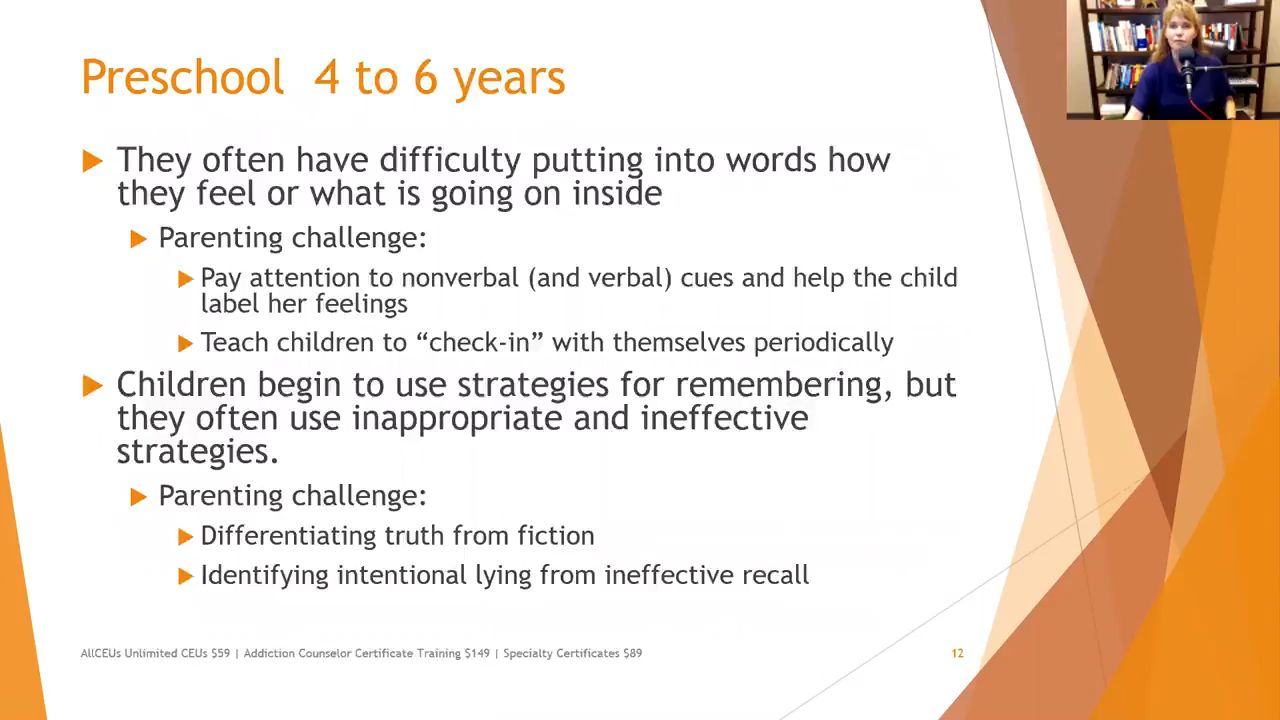 Preschool 4 to 6 years
They often have difficulty putting into words how
they feel or what is going on inside
Parenting challenge:
Pay attention to nonverbal (and verbal) cues and help the child
label her feelings
Teach children to “check-in” with themselves periodically
Children begin to use strategies for remembering, but
they often use inappropriate and ineffective
strategies.
Parenting challenge:
Differentiating truth from fiction
Identifying intentional lying from ineffective recall
AllCEUs Unlimited CEUs $59 | Addiction Counselor Certificate Training $149 | Specialty Certificates $89
12